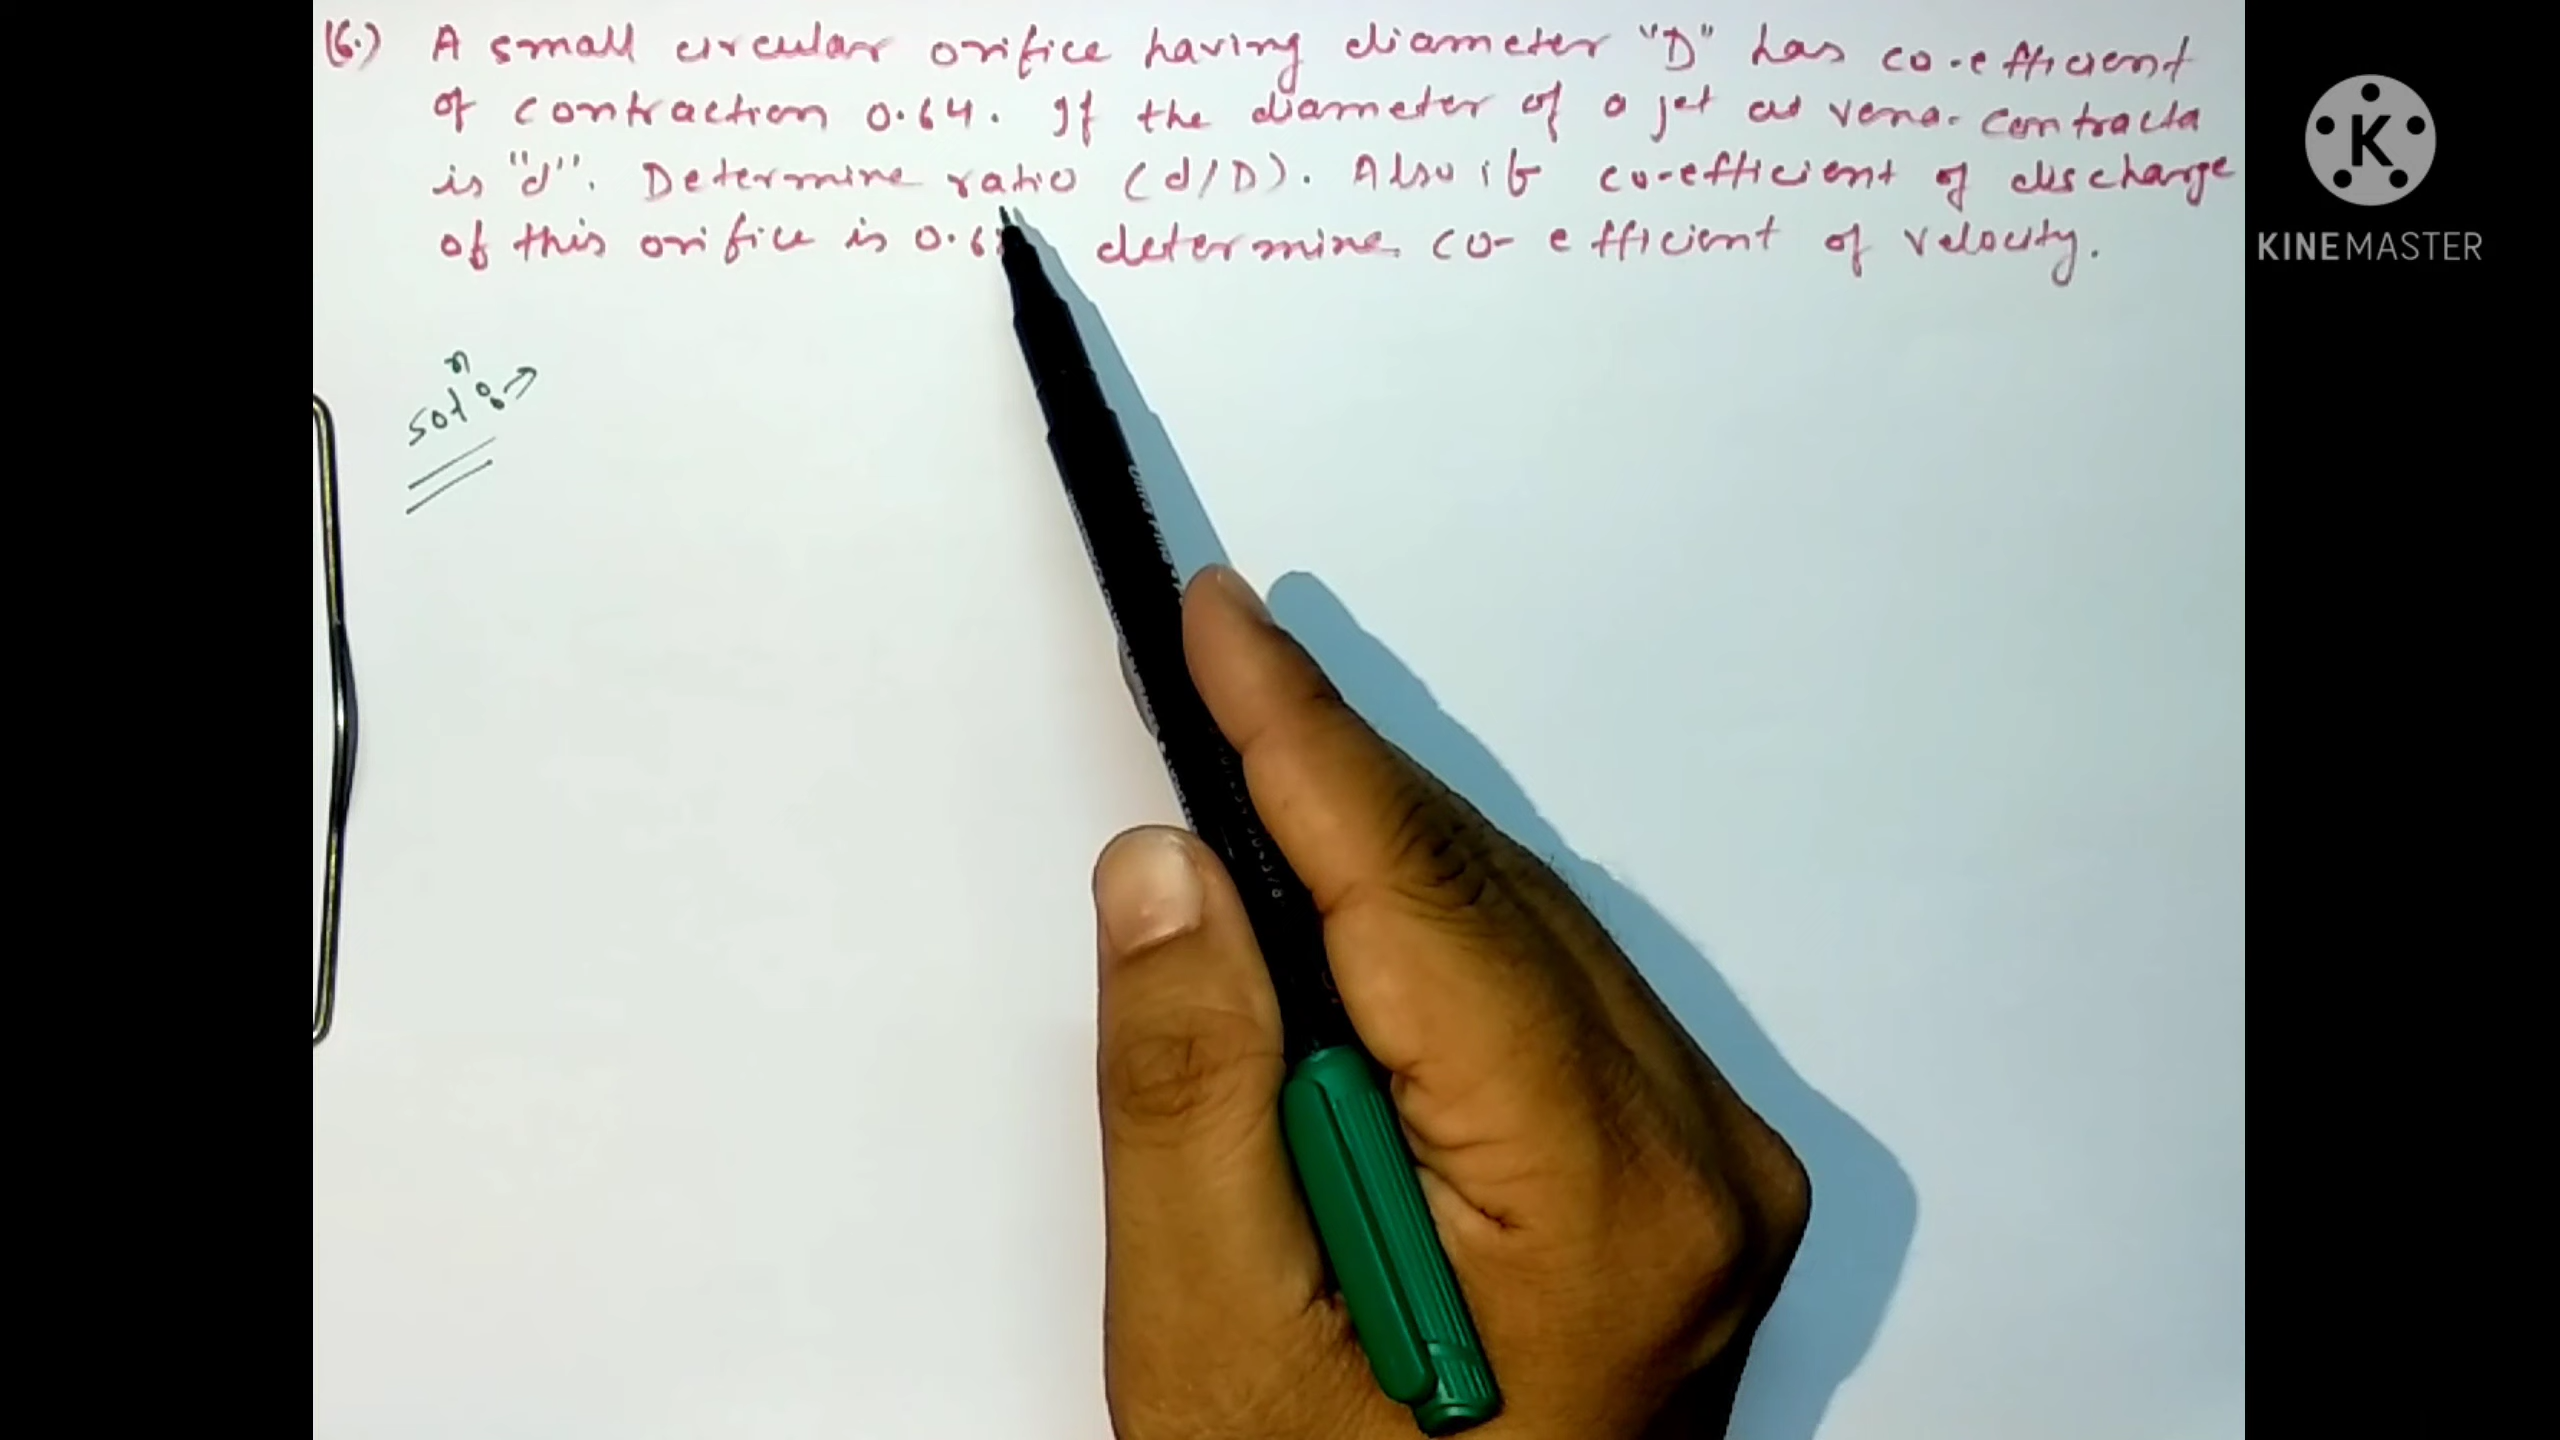 (6.) A small circular orifice having diameter "D" has co-efficient
of contraction 0.64. If the diameter of a jet at vena-contracta
is "d". Determine ratio (d/D). Also if co-efficient of discharge
of this orifice is determine co-efficient of velocity.
Solⁿ:→
KINEMASTER